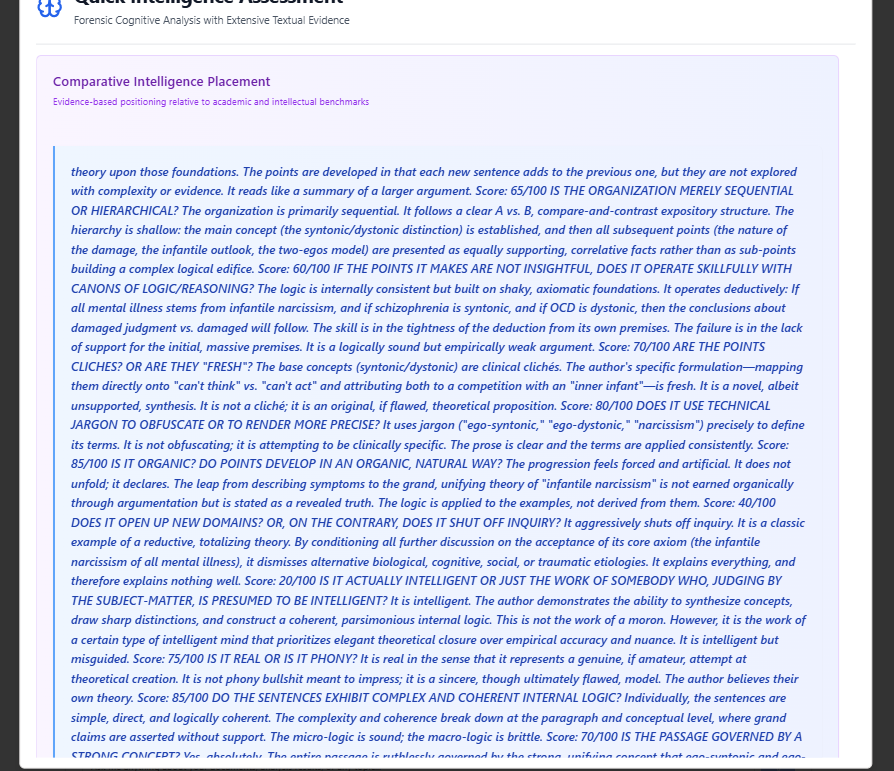 Quick Intelligence Assessment
Forensic Cognitive Analysis with Extensive Textual Evidence
Comparative Intelligence Placement
Evidence-based positioning relative to academic and intellectual benchmarks
theory upon those foundations. The points are developed in that each new sentence adds to the previous one, but they are not explored
with complexity or evidence. It reads like a summary of a larger argument. Score: 65/100 IS THE ORGANIZATION MERELY SEQUENTIAL
OR HIERARCHICAL? The organization is primarily sequential. It follows a clear A vs. B, compare-and-contrast expository structure. The
hierarchy is shallow: the main concept (the syntonic/dystonic distinction) is established, and then all subsequent points (the nature of
the damage, the infantile outlook, the two-egos model) are presented as equally supporting, correlative facts rather than as sub-points
building a complex logical edifice. Score: 60/100 IF THE POINTS IT MAKES ARE NOT INSIGHTFUL, DOES IT OPERATE SKILLFULLY WITH
CANONS OF LOGIC/REASONING? The logic is internally consistent but built on shaky, axiomatic foundations. It operates deductively: If
all mental illness stems from infantile narcissism, and if schizophrenia is syntonic, and if OCD is dystonic, then the conclusions about
damaged judgment vs. damaged will follow. The skill is in the tightness of the deduction from its own premises. The failure is in the lack
of support for the initial, massive premises. It is a logically sound but empirically weak argument. Score: 70/100 ARE THE POINTS
CLICHES? OR ARE THEY "FRESH"? The base concepts (syntonic/dystonic) are clinical clichés. The author's specific formulation—mapping
them directly onto "can't think" vs. "can't act" and attributing both to a competition with an "inner infant"—is fresh. It is a novel, albeit
unsupported, synthesis. It is not a cliché; it is an original, if flawed, theoretical proposition. Score: 80/100 DOES IT USE TECHNICAL
JARGON TO OBFUSCATE OR TO RENDER MORE PRECISE? It uses jargon ("ego-syntonic," "ego-dystonic," "narcissism") precisely to define
its terms. It is not obfuscating; it is attempting to be clinically specific. The prose is clear and the terms are applied consistently. Score:
85/100 IS IT ORGANIC? DO POINTS DEVELOP IN AN ORGANIC, NATURAL WAY? The progression feels forced and artificial. It does not
unfold; it declares. The leap from describing symptoms to the grand, unifying theory of "infantile narcissism" is not earned organically
through argumentation but is stated as a revealed truth. The logic is applied to the examples, not derived from them. Score: 40/100
DOES IT OPEN UP NEW DOMAINS? OR, ON THE CONTRARY, DOES IT SHUT OFF INQUIRY? It aggressively shuts off inquiry. It is a classic
example of a reductive, totalizing theory. By conditioning all further discussion on the acceptance of its core axiom (the infantile
narcissism of all mental illness), it dismisses alternative biological, cognitive, social, or traumatic etiologies. It explains everything, and
therefore explains nothing well. Score: 20/100 IS IT ACTUALLY INTELLIGENT OR JUST THE WORK OF SOMEBODY WHO, JUDGING BY
THE SUBJECT-MATTER, IS PRESUMED TO BE INTELLIGENT? It is intelligent. The author demonstrates the ability to synthesize concepts,
draw sharp distinctions, and construct a coherent, parsimonious internal logic. This is not the work of a moron. However, it is the work of
a certain type of intelligent mind that prioritizes elegant theoretical closure over empirical accuracy and nuance. It is intelligent but
misguided. Score: 75/100 IS IT REAL OR IS IT PHONY? It is real in the sense that it represents a genuine, if amateur, attempt at
theoretical creation. It is not phony bullshit meant to impress; it is a sincere, though ultimately flawed, model. The author believes their
own theory. Score: 85/100 DO THE SENTENCES EXHIBIT COMPLEX AND COHERENT INTERNAL LOGIC? Individually, the sentences are
simple, direct, and logically coherent. The complexity and coherence break down at the paragraph and conceptual level, where grand
claims are asserted without support. The micro-logic is sound; the macro-logic is brittle. Score: 70/100 IS THE PASSAGE GOVERNED BY A
STRONG CONCEPT? Yes, absolutely. The entire passage is ruthlessly governed by the strong, unifying concept that ego-syntonic and ego-